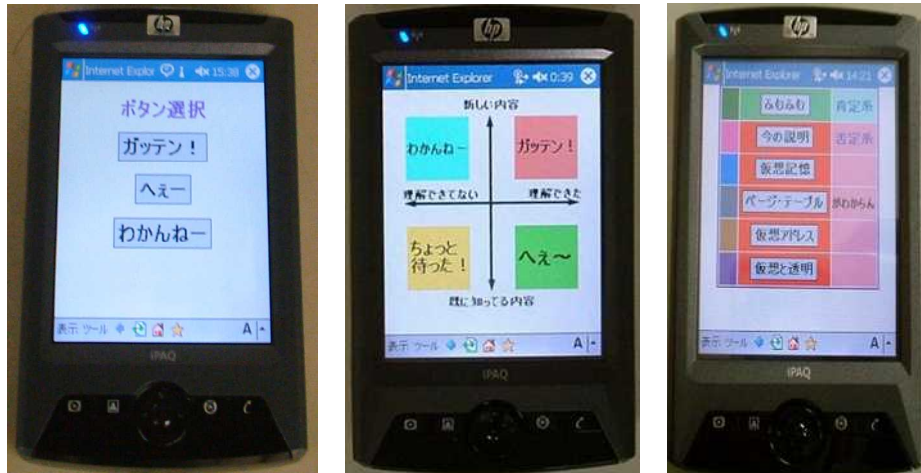 hp
Internet Explor 15:38
ボタン選択
ガッテン！
へぇー
わかんねー
表示 ツール A
iPAQ
hp
Internet Explorer 0:39
新しい内容
わかんねー ガッテン！
理解できてない 理解できた
ちょっと
待った！
へぇ〜
既に知ってる内容
表示 ツール A
iPAQ
hp
Internet Explorer 14:21
ふむふむ 肯定系
今の説明 否定系
仮想記憶
ページ・テーブル がわからん
仮想アドレス
仮想と透明
表示 ツール A
iPAQ